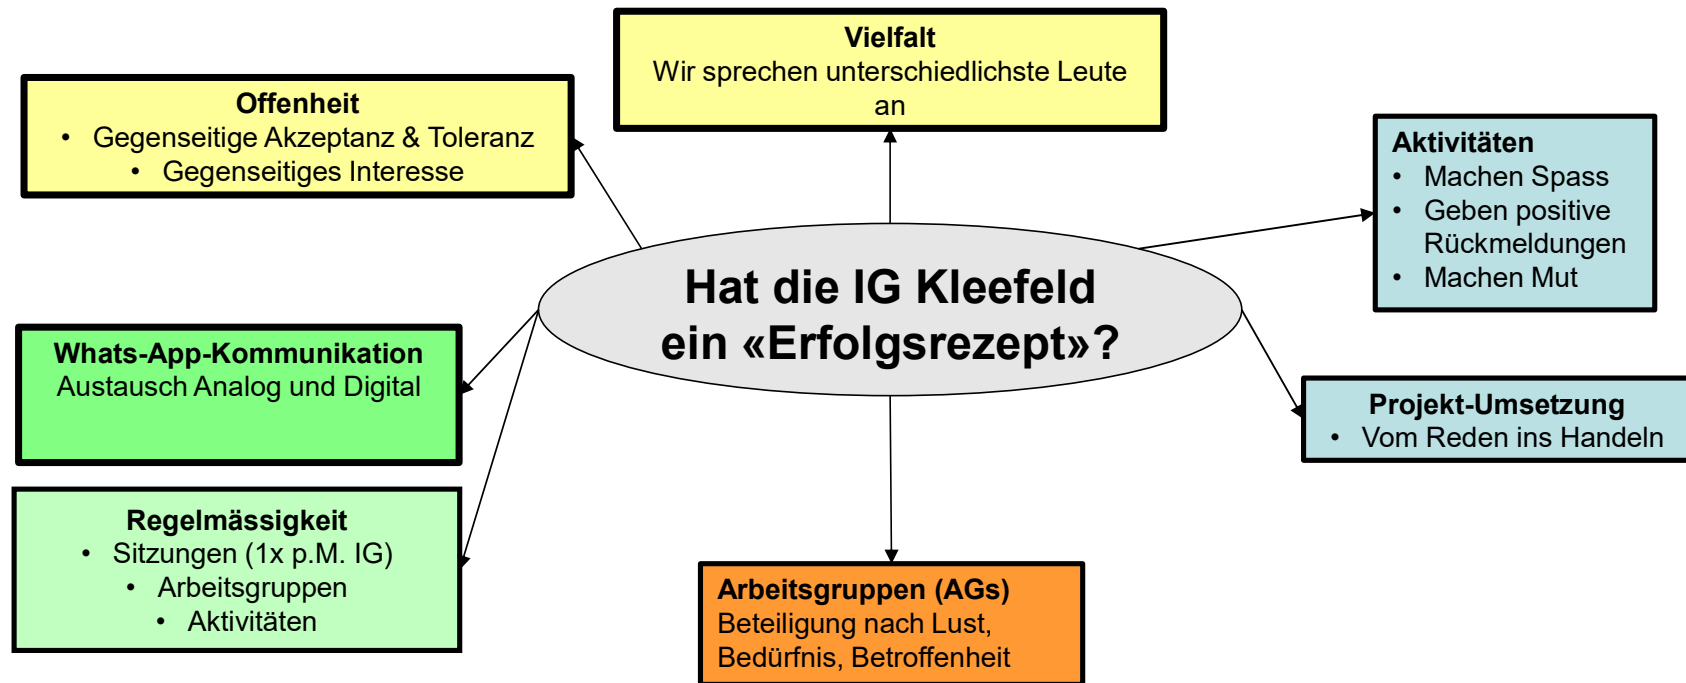 Vielfalt
Wir sprechen unterschiedlichste Leute
an
Offenheit
• Gegenseitige Akzeptanz & Toleranz
• Gegenseitiges Interesse
Aktivitäten
• Machen Spass
• Geben positive
Rückmeldungen
• Machen Mut
Hat die IG Kleefeld
ein «Erfolgsrezept»?
Whats-App-Kommunikation
Austausch Analog und Digital
Projekt-Umsetzung
• Vom Reden ins Handeln
Regelmässigkeit
• Sitzungen (1x p.M. IG)
• Arbeitsgruppen
• Aktivitäten
Arbeitsgruppen (AGs)
Beteiligung nach Lust,
Bedürfnis, Betroffenheit